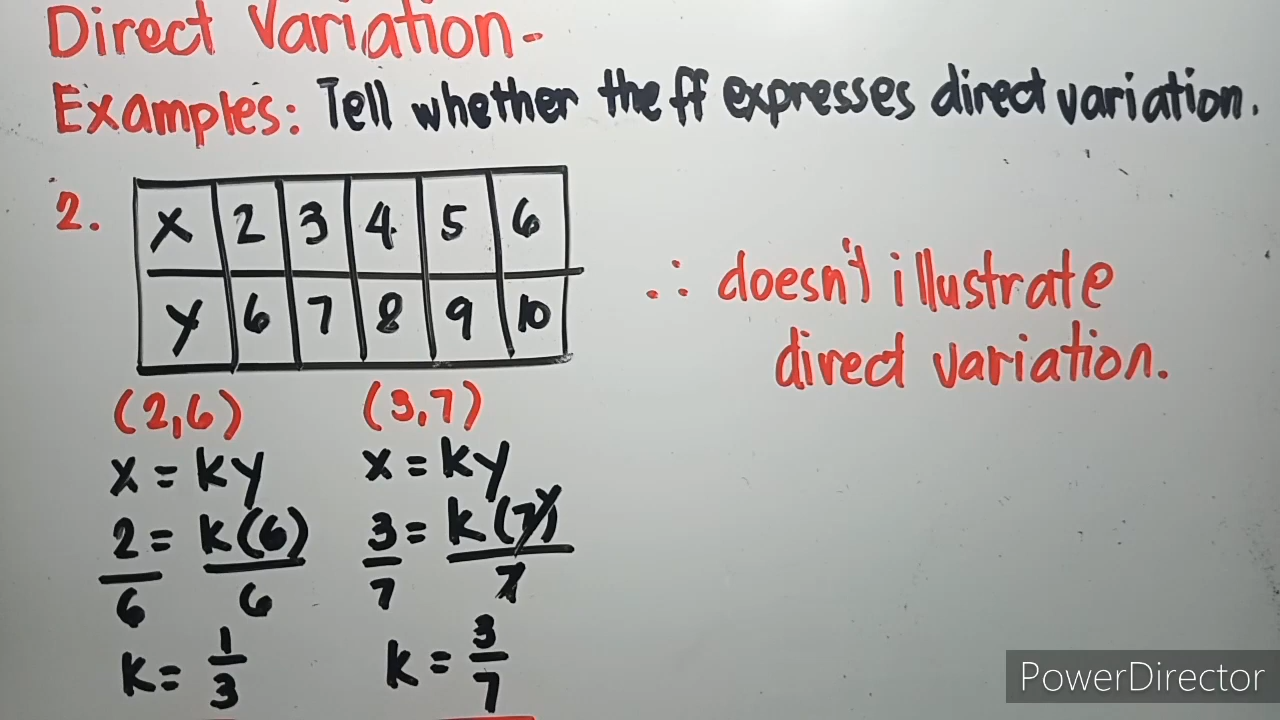 Direct Variation-
Examples: Tell whether the ff expresses direct variation.
2.
X 2 3 4 5 6
Y 6 7 8 9 10
∴ doesn't illustrate
direct variation.
(2,6) (3,7)
x = ky x = ky
2/6 = k(6)/6 3/7 = k(7)/7
k = 1/3 k = 3/7
PowerDirector